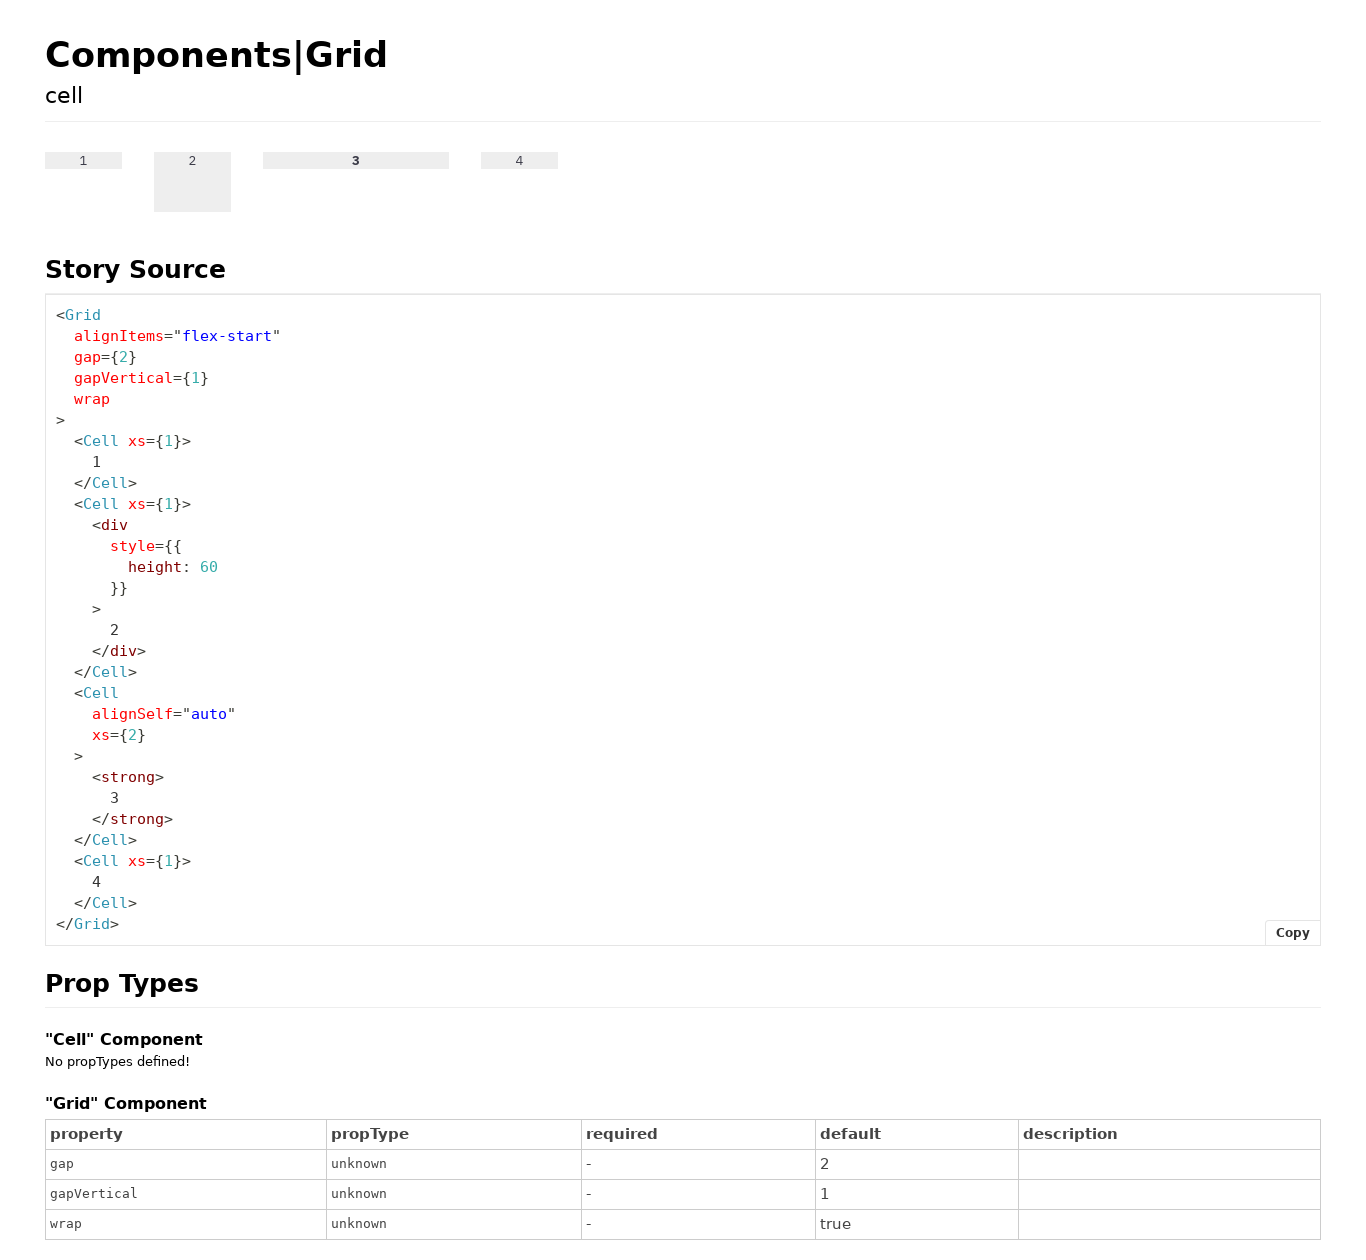 Components|Grid
cell
1 2 3 4
Story Source
<Grid
  alignItems="flex-start"
  gap={2}
  gapVertical={1}
  wrap
>
  <Cell xs={1}>
    1
  </Cell>
  <Cell xs={1}>
    <div
      style={{
        height: 60
      }}
    >
      2
    </div>
  </Cell>
  <Cell
    alignSelf="auto"
    xs={2}
  >
    <strong>
      3
    </strong>
  </Cell>
  <Cell xs={1}>
    4
  </Cell>
</Grid>
Copy
Prop Types
"Cell" Component
No propTypes defined!
"Grid" Component
property propType required default description
gap unknown - 2
gapVertical unknown - 1
wrap unknown - true